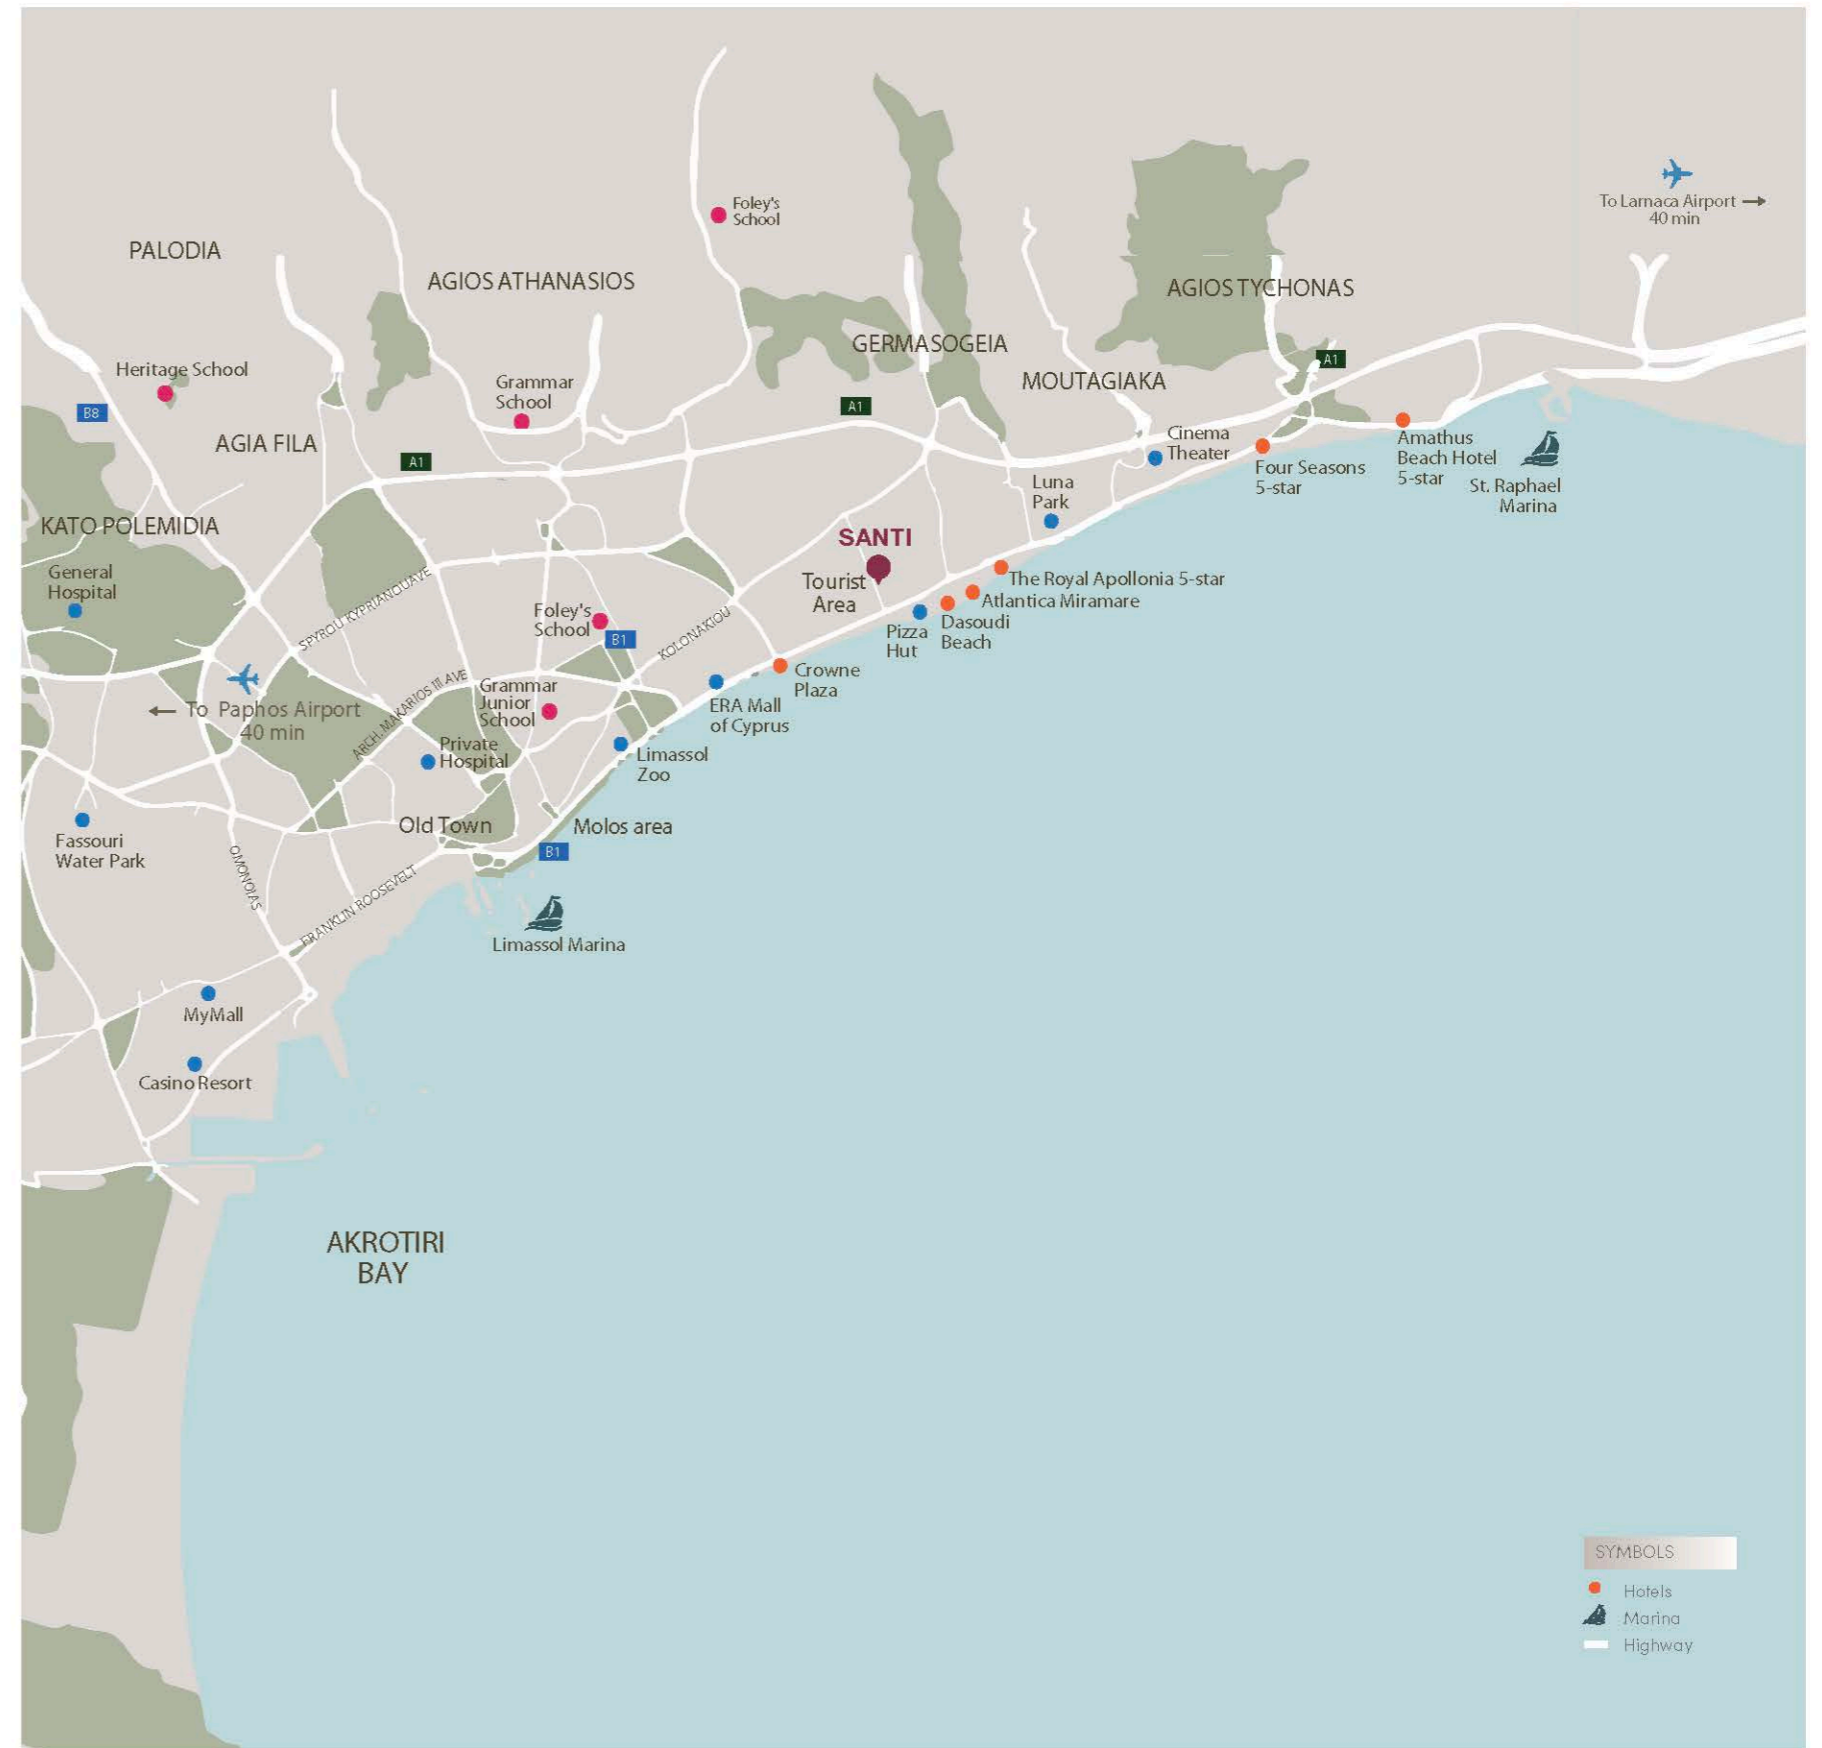 Foley's
School
To Larnaca Airport
40 min
PALODIA
AGIOS ATHANASIOS
AGIOS TYCHONAS
GERMASOGEIA
MOUTAGIAKA
A1
Heritage School
Grammar
School
B8
A1
AGIA FILA
A1
Cinema
Theater
Four Seasons
5-star
Amathus
Beach Hotel
5-star
St. Raphael
Marina
Luna
Park
KATO POLEMIDIA
General
Hospital
SANTI
Tourist
Area
The Royal Apollonia 5-star
Atlantica Miramare
Dasoudi
Beach
Pizza
Hut
SPYROU KYPRIANOU AVE
Foley's
School
B1
KOLONAKIOU
Crowne
Plaza
ERA Mall
of Cyprus
To Paphos Airport
40 min
ARCH. MAKARIOS III AVE
Grammar
Junior
School
Private
Hospital
Limassol
Zoo
Fassouri
Water Park
Old Town
Molos area
B1
OMONOIAS
FRANKLIN ROOSEVELT
Limassol Marina
MyMall
Casino Resort
AKROTIRI
BAY
SYMBOLS
Hotels
Marina
Highway